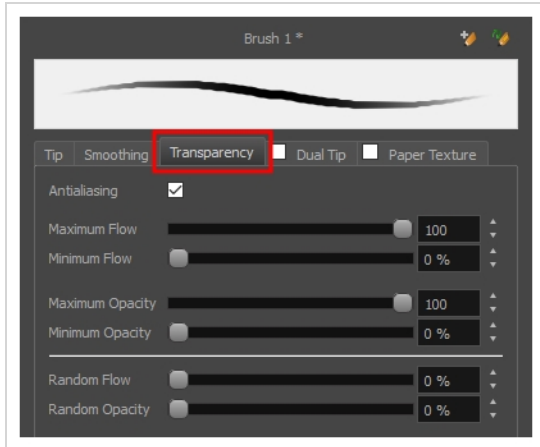 Brush 1 *
Tip Smoothing Transparency Dual Tip Paper Texture
Antialiasing
Maximum Flow 100
Minimum Flow 0 %
Maximum Opacity 100
Minimum Opacity 0 %
Random Flow 0 %
Random Opacity 0 %